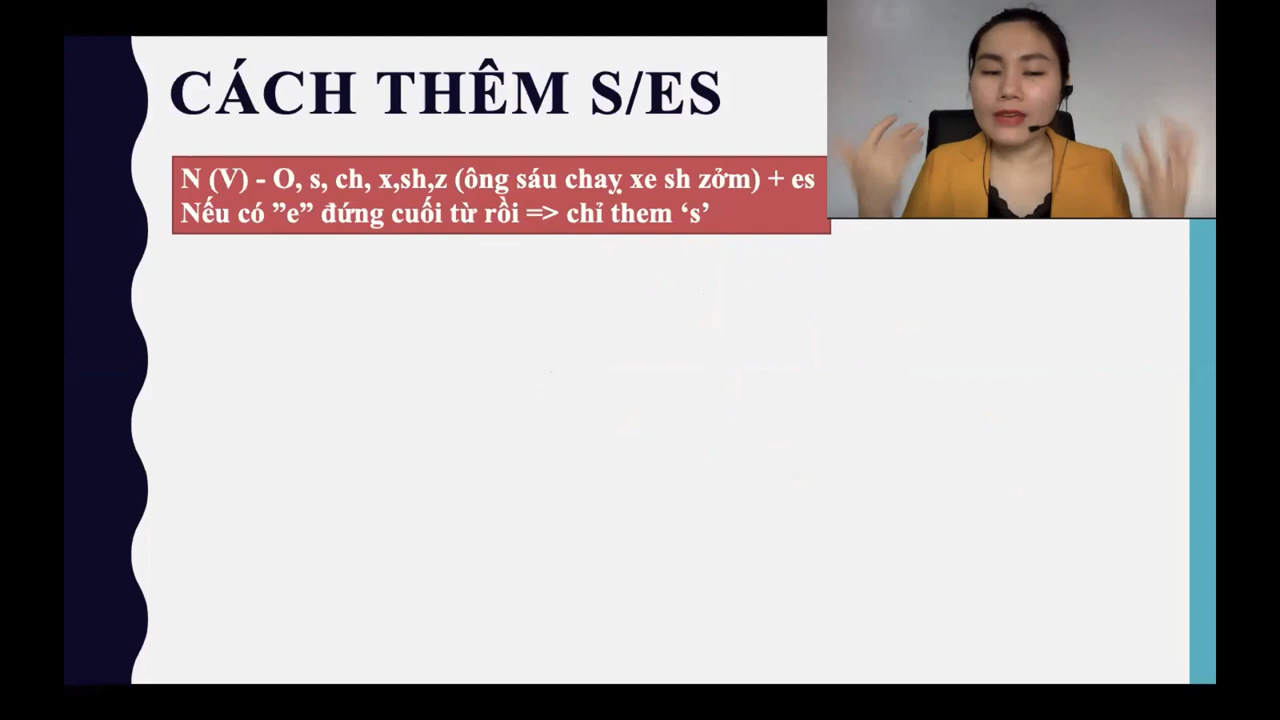 CÁCH THÊM S/ES
N (V) - O, s, ch, x,sh,z (ông sáu chaỵ xe sh zởm) + es
Nếu có ”e” đứng cuối từ rồi => chỉ them ‘s’